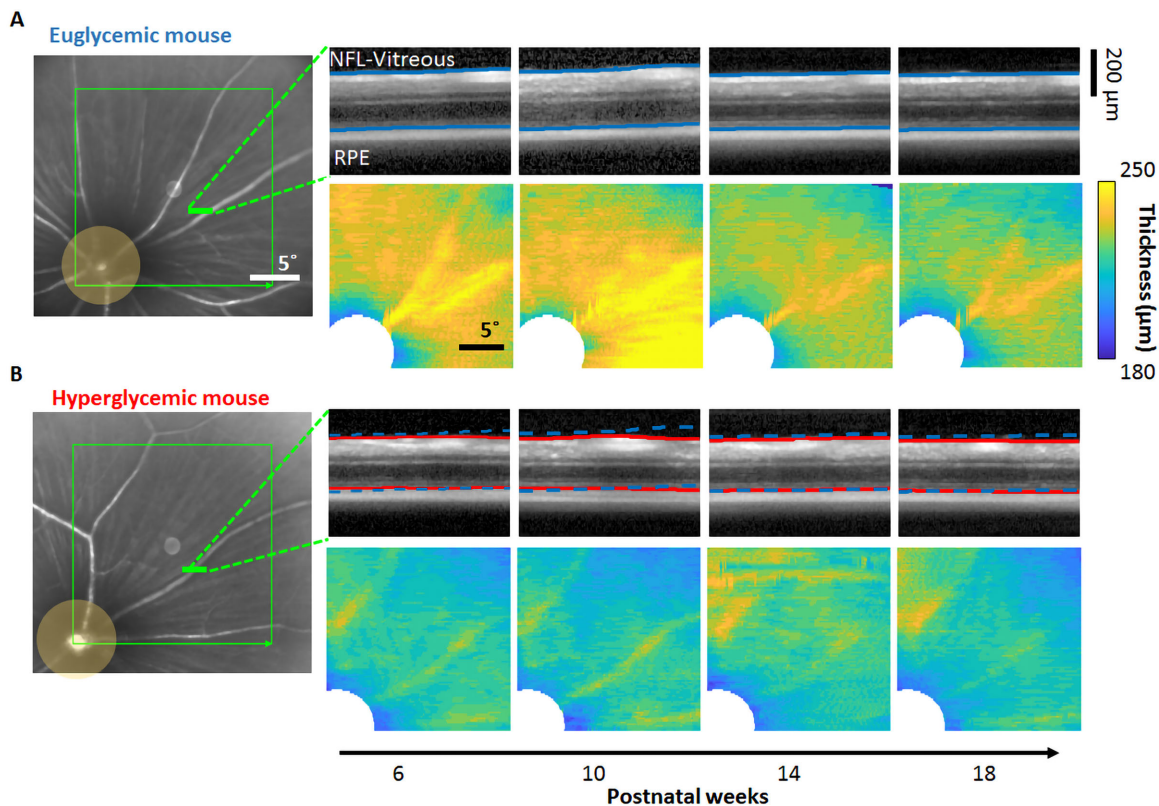 A
Euglycemic mouse
NFL-Vitreous
RPE
200 µm
5°
5°
250
Thickness (µm)
180
B
Hyperglycemic mouse
6
10
14
18
Postnatal weeks